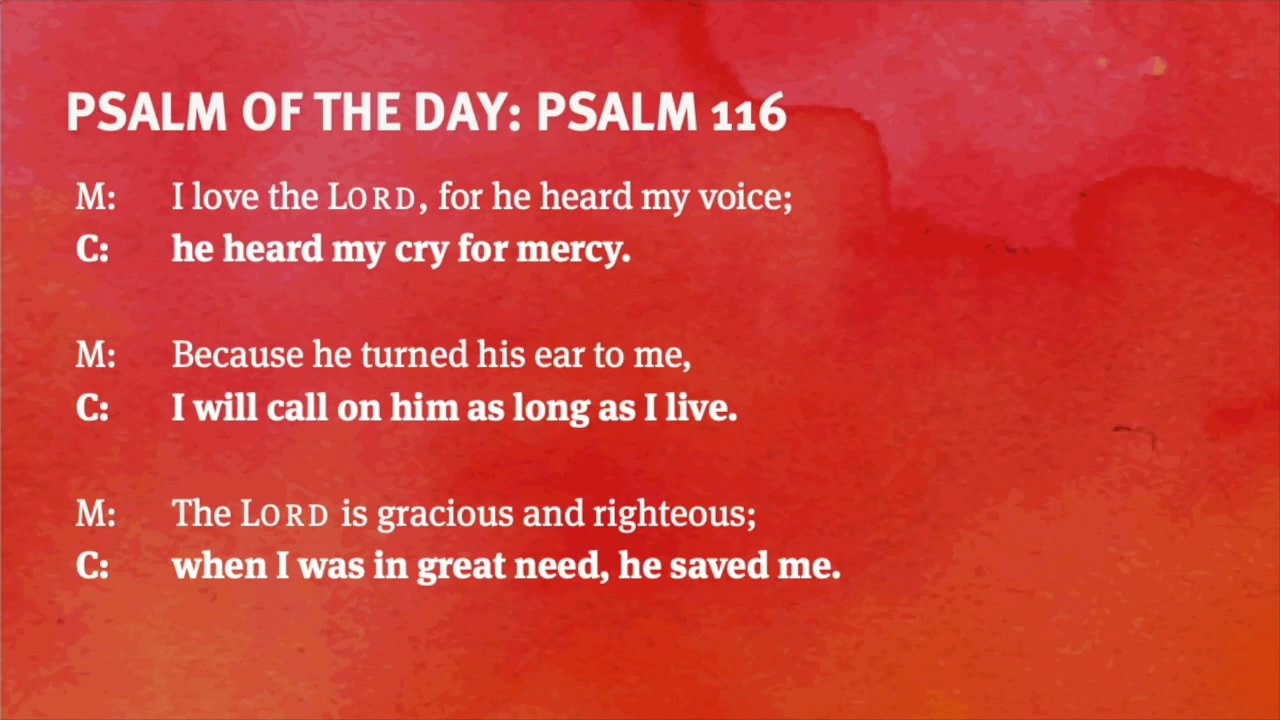 PSALM OF THE DAY: PSALM 116
M: I love the LORD, for he heard my voice;
C: he heard my cry for mercy.
M: Because he turned his ear to me,
C: I will call on him as long as I live.
M: The LORD is gracious and righteous;
C: when I was in great need, he saved me.